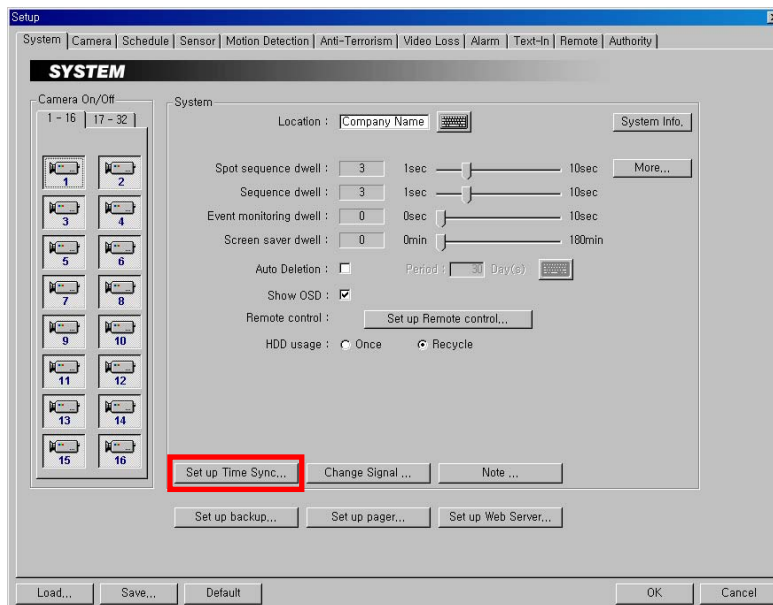 Setup
System Camera Schedule Sensor Motion Detection Anti-Terrorism Video Loss Alarm Text-In Remote Authority
SYSTEM
Camera On/Off
1 - 16 17 - 32
1 2
3 4
5 6
7 8
9 10
11 12
13 14
15 16
System
Location : Company Name System Info,
Spot sequence dwell : 3 1sec 10sec More,,,
Sequence dwell : 3 1sec 10sec
Event monitoring dwell : 0 0sec 10sec
Screen saver dwell : 0 0min 180min
Auto Deletion : Period : 30 Day(s)
Show OSD :
Remote control : Set up Remote control,,,
HDD usage : Once Recycle
Set up Time Sync,,, Change Signal ,,, Note ,,,
Set up backup,,, Set up pager,,, Set up Web Server,,,
Load,,, Save,,, Default OK Cancel